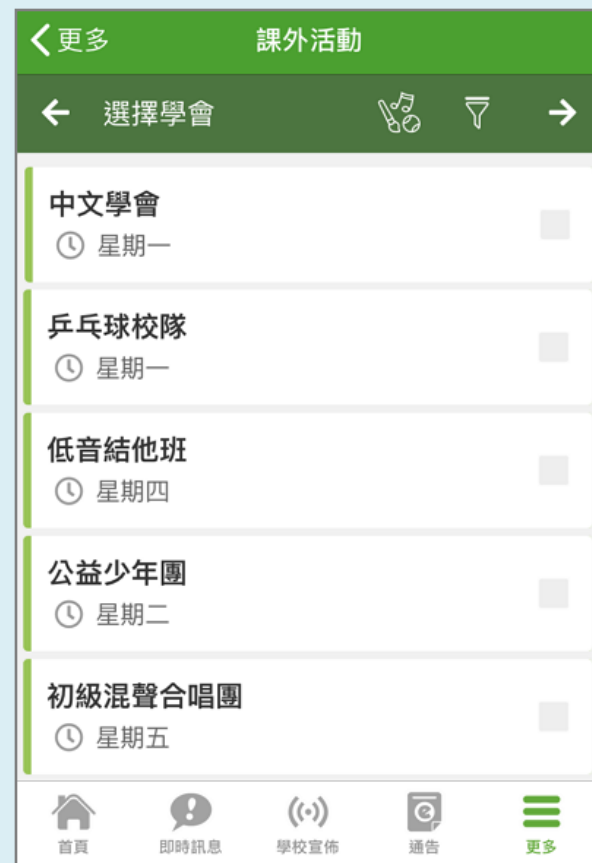 更多 課外活動
選擇學會
中文學會
星期一
乒乓球校隊
星期一
低音結他班
星期四
公益少年團
星期二
初級混聲合唱團
星期五
首頁 即時訊息 學校宣佈 通告 更多